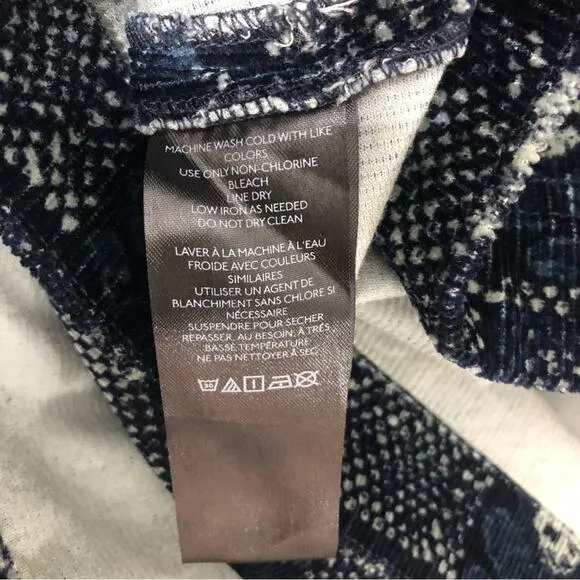 MACHINE WASH COLD WITH LIKE
COLORS
USE ONLY NON-CHLORINE
BLEACH
LINE DRY
LOW IRON AS NEEDED
DO NOT DRY CLEAN
LAVER À LA MACHINE À L'EAU
FROIDE AVEC COULEURS
SIMILAIRES
UTILISER UN AGENT DE
BLANCHIMENT SANS CHLORE SI
NÉCESSAIRE
SUSPENDRE POUR SECHER
REPASSER, AU BESOIN, À TRÈS
BASSE TEMPÉRATURE
NE PAS NETTOYER À SEC
30